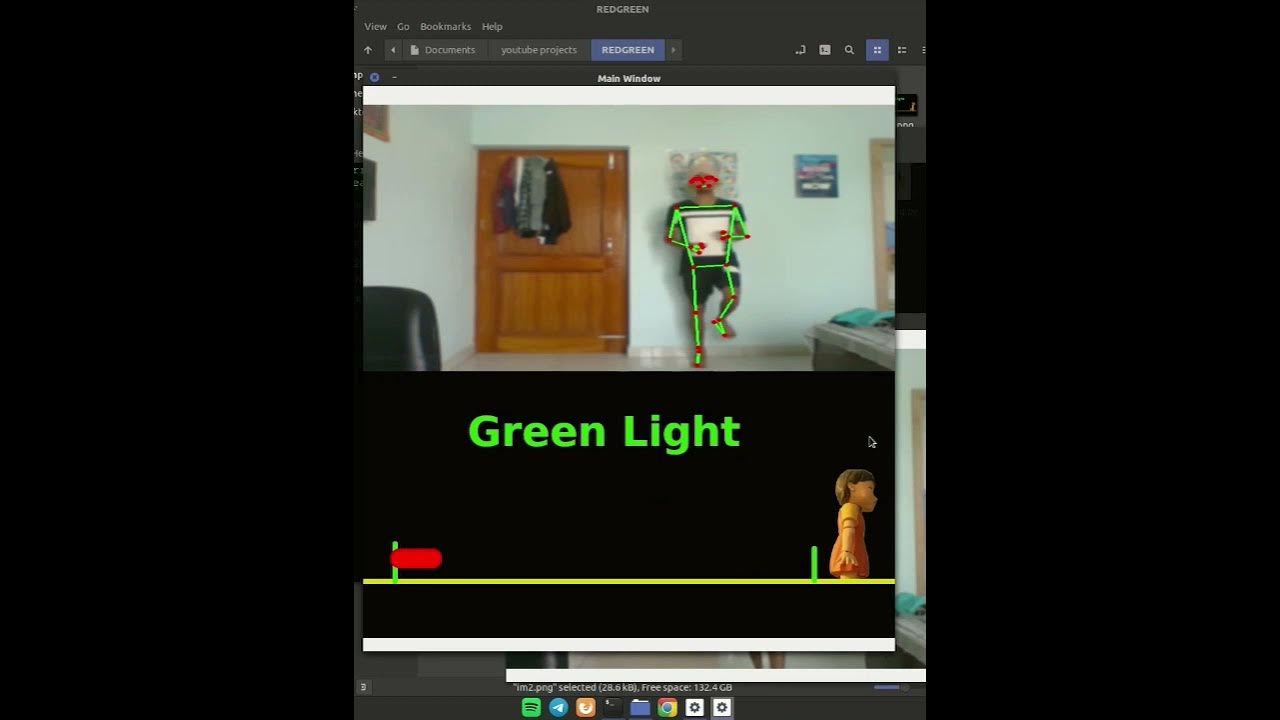 REDGREEN
View Go Bookmarks Help
Documents youtube projects REDGREEN
Main Window
Green Light
"im2.png" selected (28.6 kB), Free space: 132.4 GB